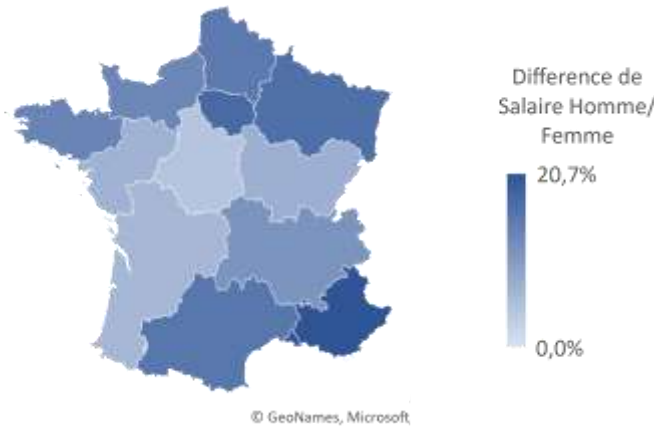 Difference de
Salaire Homme/
Femme
20,7%
0,0%
© GeoNames, Microsoft